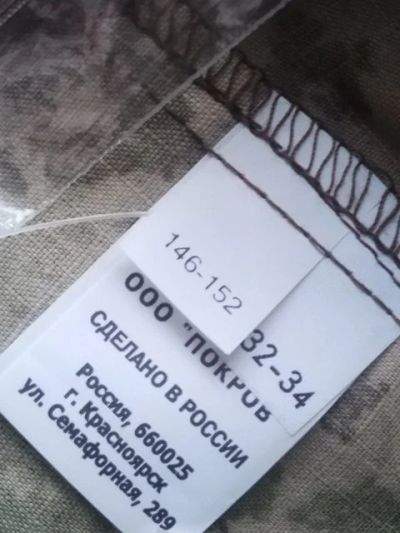 146-152
32-34
ООО "ПОКРОВ
СДЕЛАНО В РОССИИ
Россия, 660025
г. Красноярск
ул. Семафорная, 289